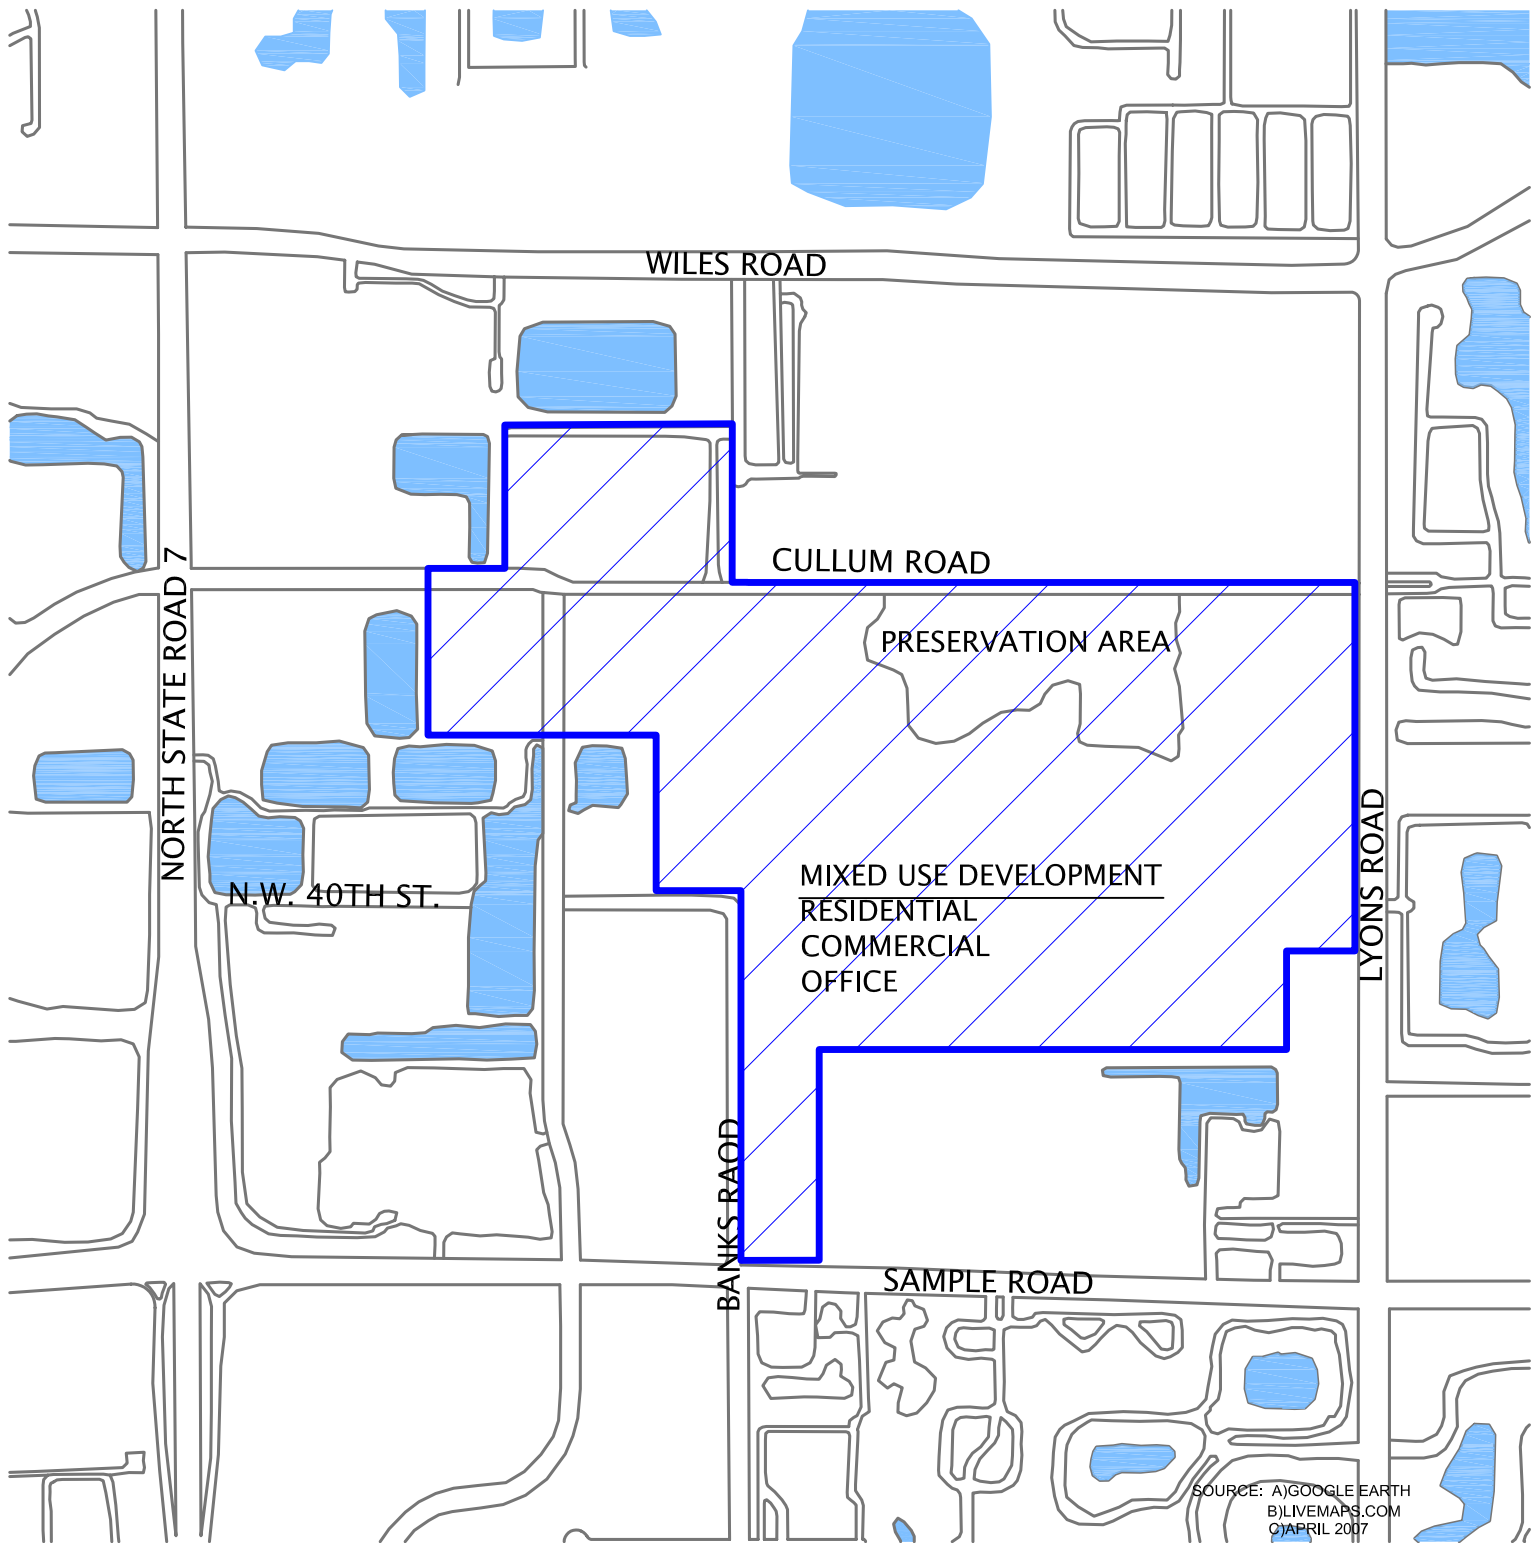 WILES ROAD
NORTH STATE ROAD 7
CULLUM ROAD
PRESERVATION AREA
LYONS ROAD
MIXED USE DEVELOPMENT
RESIDENTIAL
COMMERCIAL
OFFICE
N.W. 40TH ST.
BANKS RAOD
SAMPLE ROAD
SOURCE: A)GOOGLE EARTH
B)LIVEMAPS.COM
C)APRIL 2007